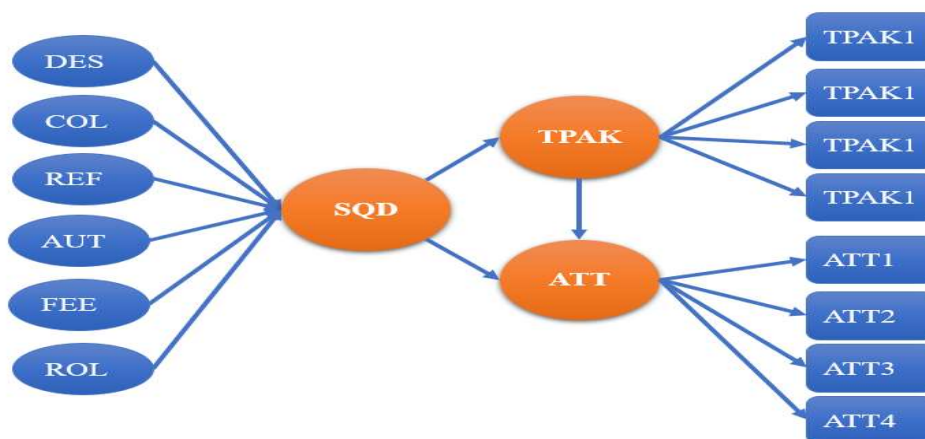 DES
COL
REF
AUT
FEE
ROL
SQD
TPAK
ATT
TPAK1
TPAK1
TPAK1
TPAK1
ATT1
ATT2
ATT3
ATT4